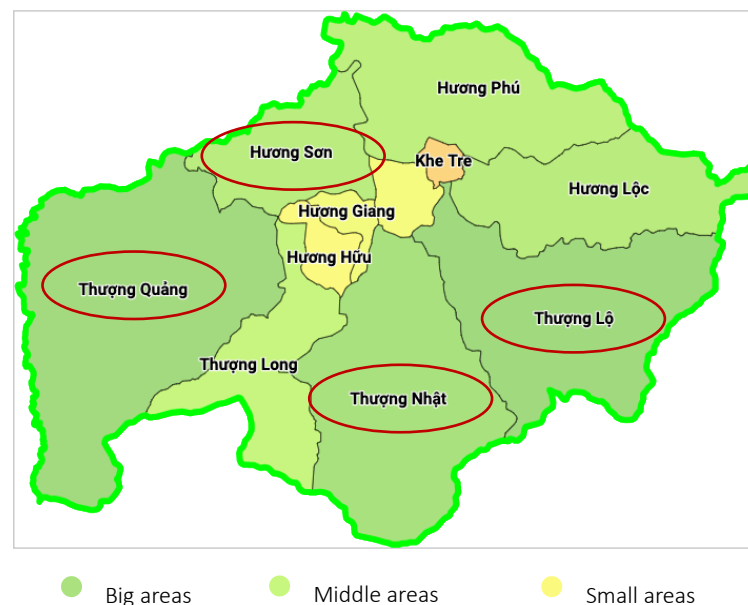 Hương Phú
Hương Sơn
Khe Tre
Hương Lộc
Hương Giang
Hương Hữu
Thượng Quảng
Thượng Lộ
Thượng Long
Thượng Nhật
Big areas
Middle areas
Small areas